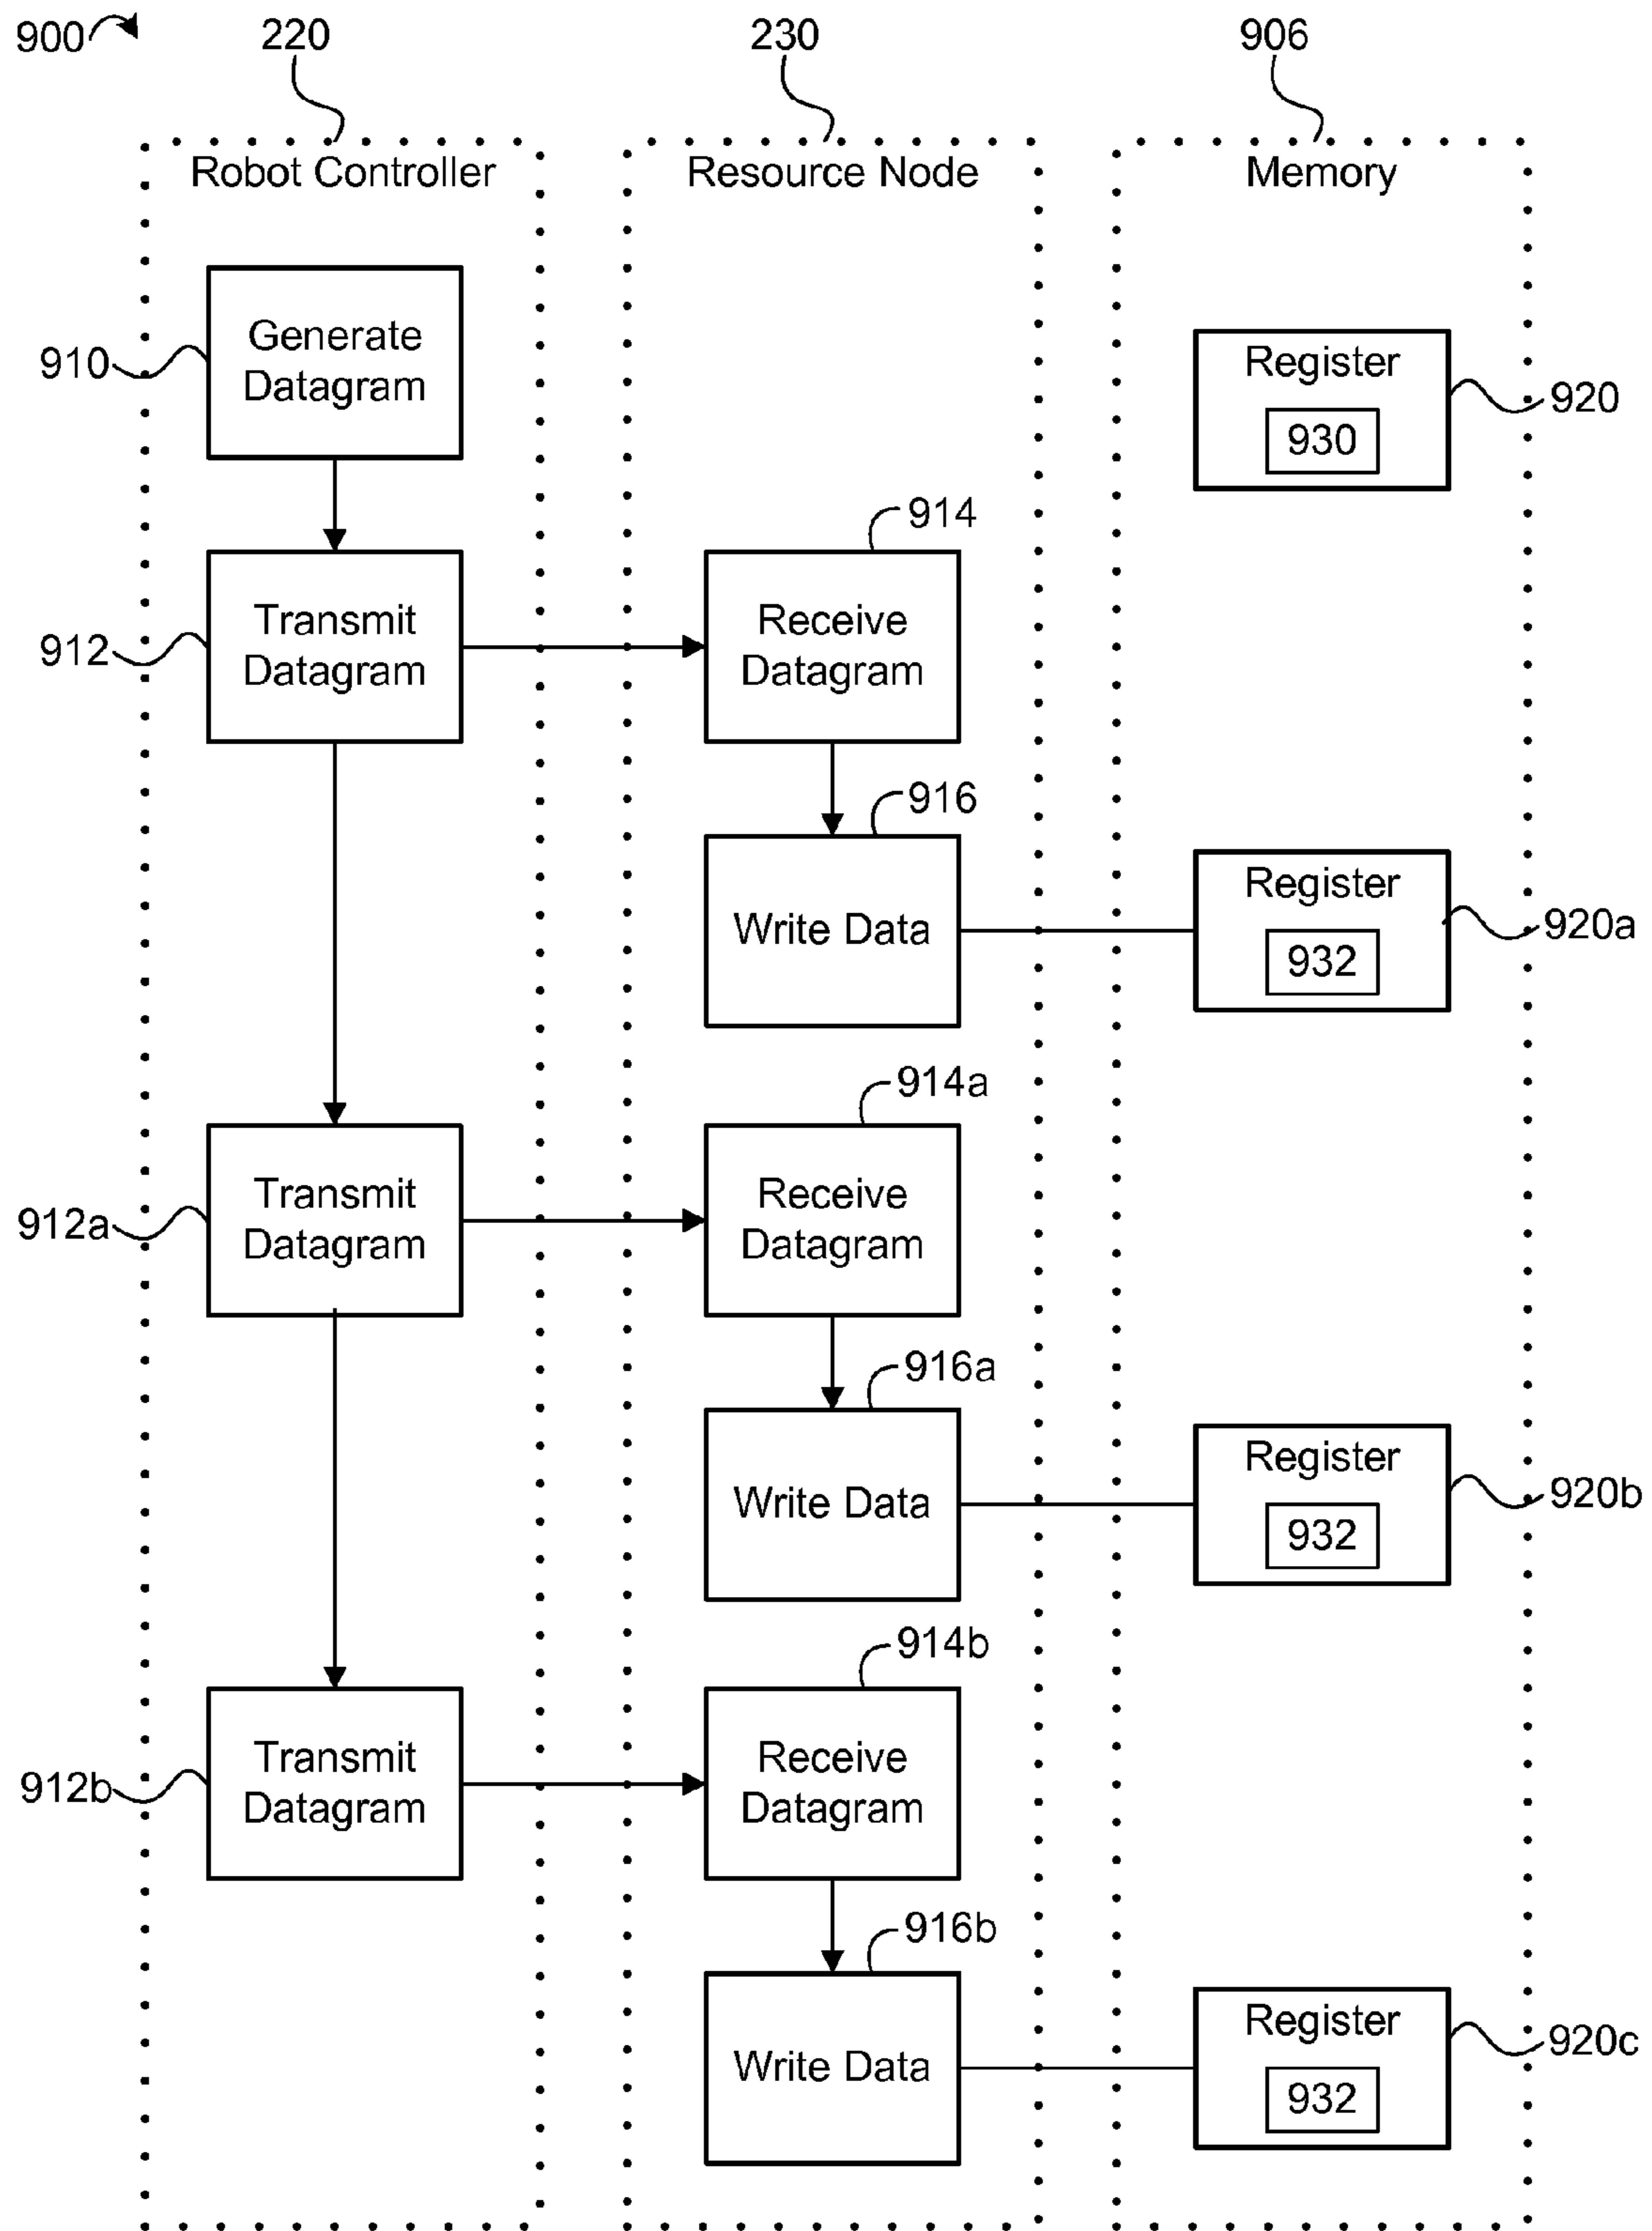 900
220
230
906
Robot Controller
Resource Node
Memory
Generate
Datagram
910
Register
930
920
914
Transmit
Datagram
912
Receive
Datagram
916
Write Data
Register
932
920a
914a
Transmit
Datagram
912a
Receive
Datagram
916a
Write Data
Register
932
920b
914b
Transmit
Datagram
912b
Receive
Datagram
916b
Write Data
Register
932
920c